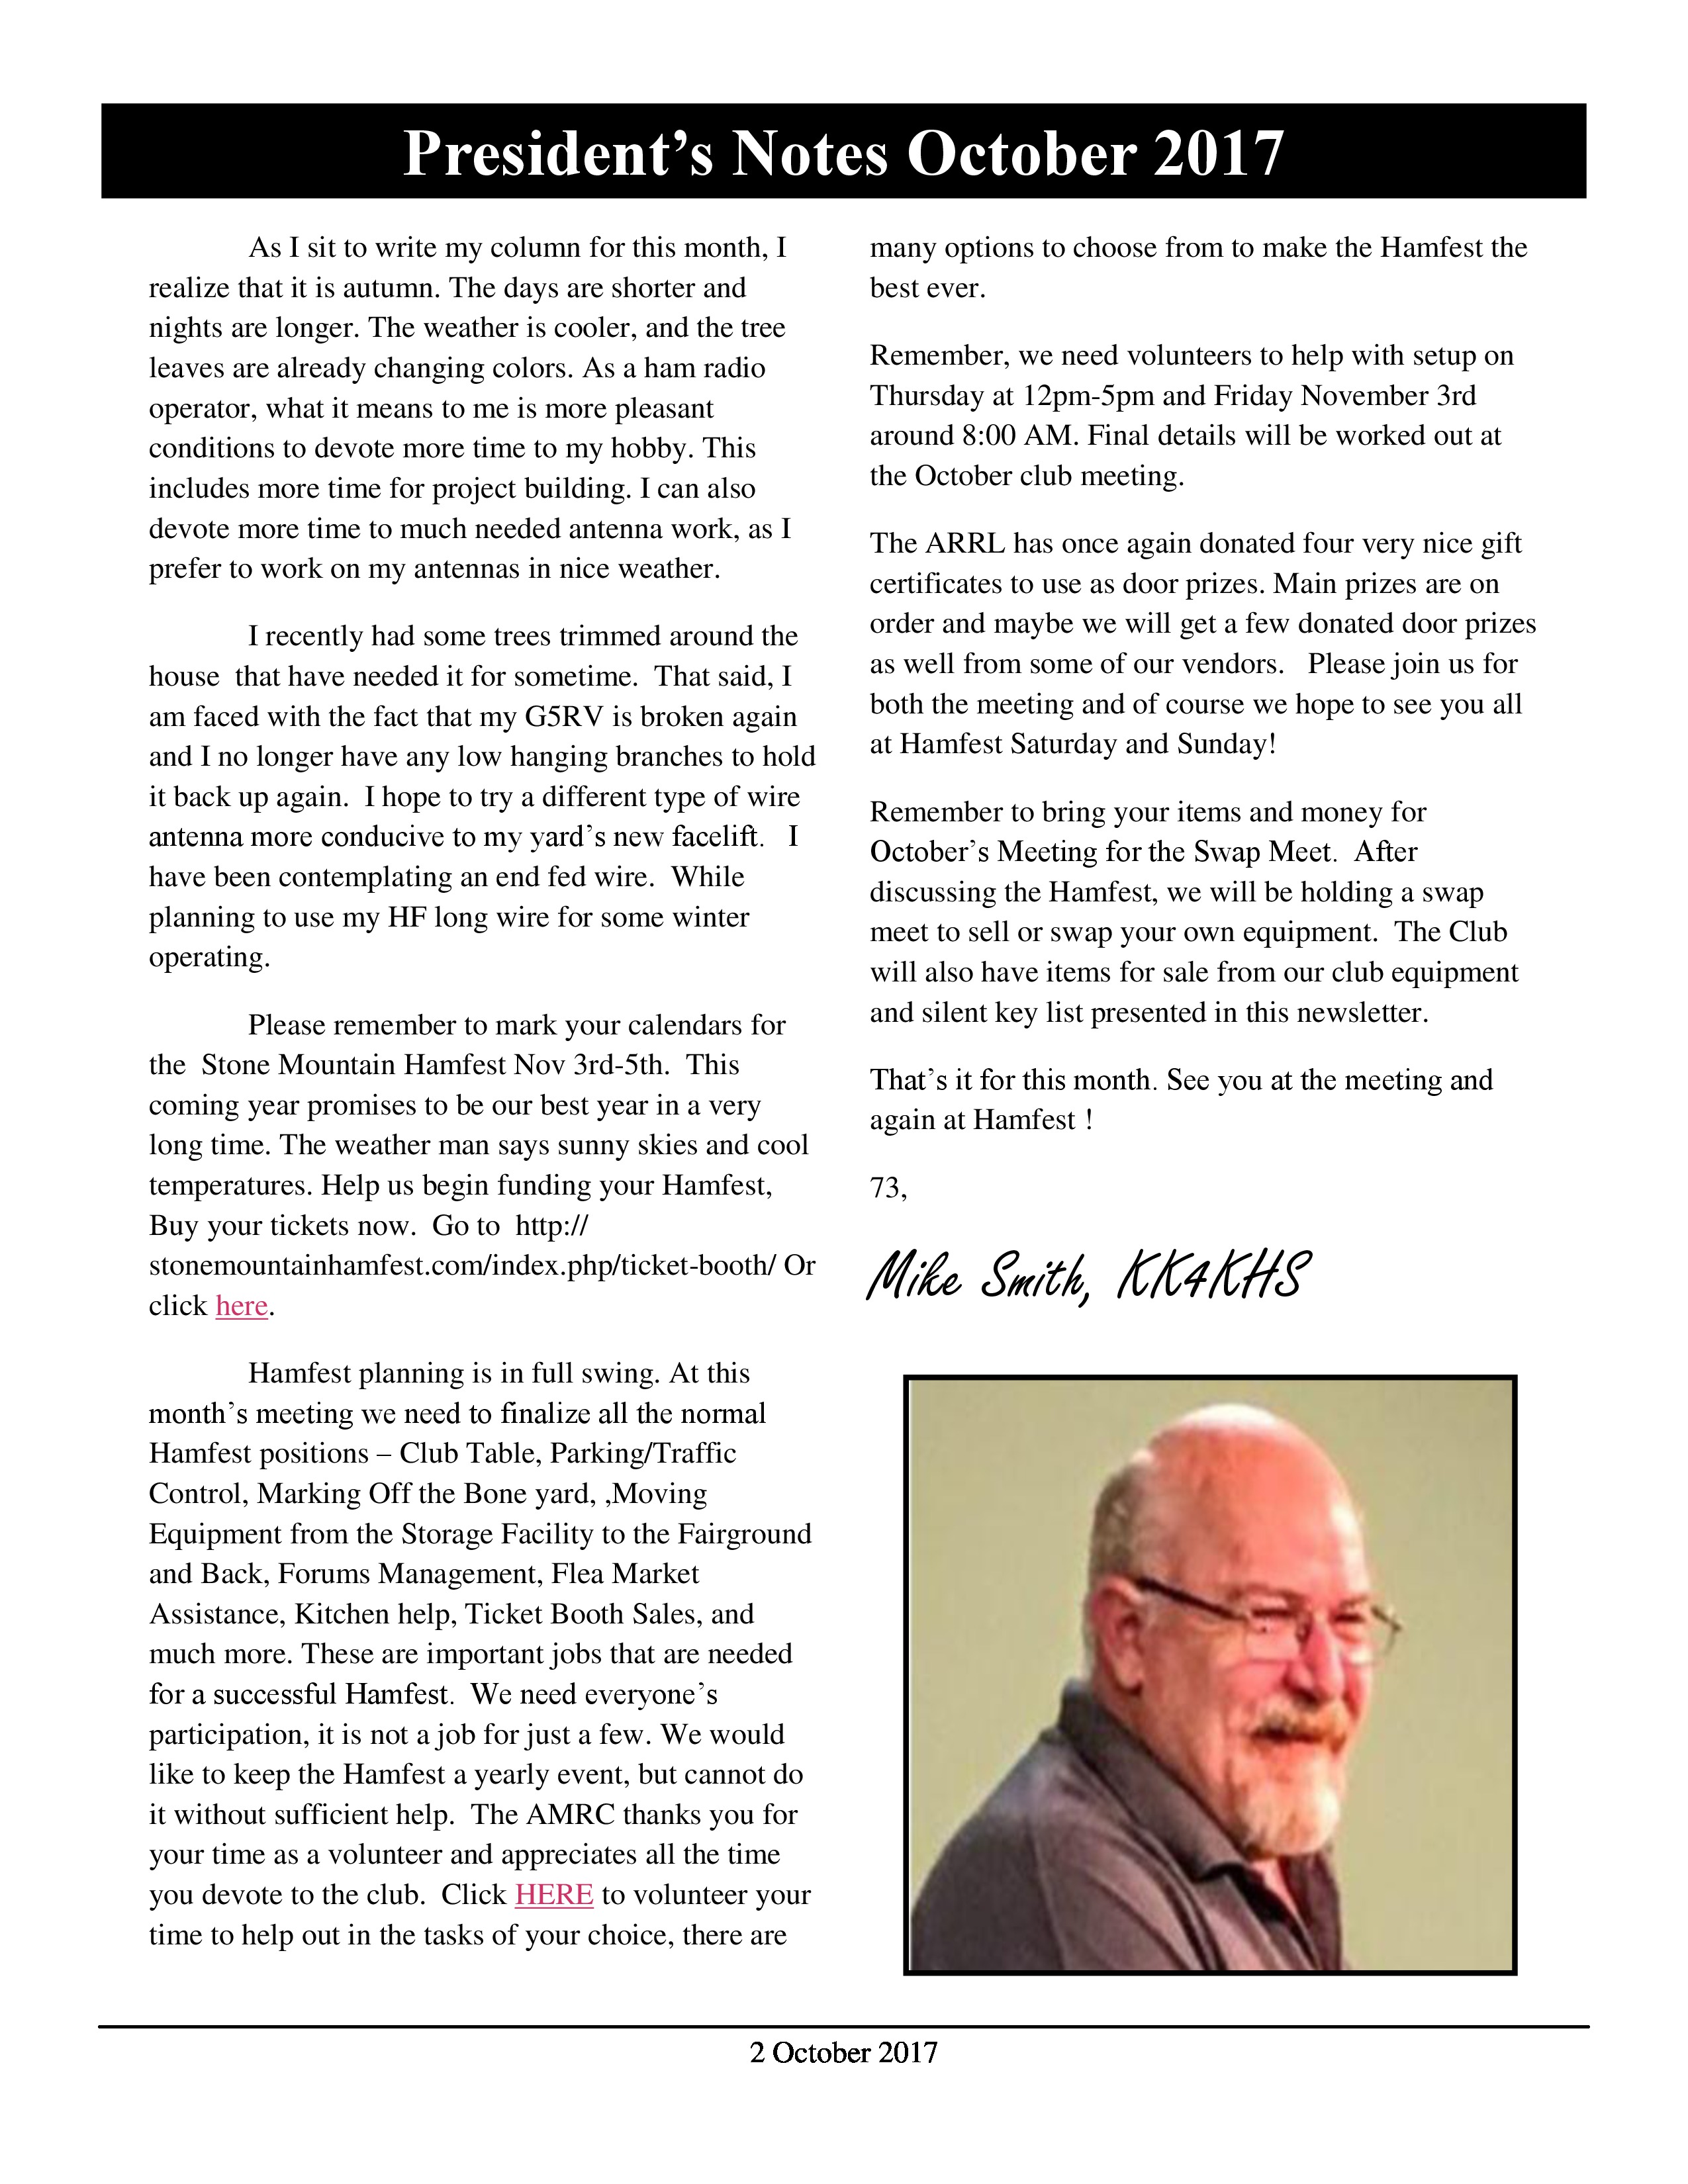 President’s Notes October 2017
As I sit to write my column for this month, I
realize that it is autumn. The days are shorter and
nights are longer. The weather is cooler, and the tree
leaves are already changing colors. As a ham radio
operator, what it means to me is more pleasant
conditions to devote more time to my hobby. This
includes more time for project building. I can also
devote more time to much needed antenna work, as I
prefer to work on my antennas in nice weather.
I recently had some trees trimmed around the
house  that have needed it for sometime.  That said, I
am faced with the fact that my G5RV is broken again
and I no longer have any low hanging branches to hold
it back up again.  I hope to try a different type of wire
antenna more conducive to my yard’s new facelift.   I
have been contemplating an end fed wire.  While
planning to use my HF long wire for some winter
operating.
Please remember to mark your calendars for
the  Stone Mountain Hamfest Nov 3rd-5th.  This
coming year promises to be our best year in a very
long time. The weather man says sunny skies and cool
temperatures. Help us begin funding your Hamfest,
Buy your tickets now.  Go to  http://
stonemountainhamfest.com/index.php/ticket-booth/ Or
click here.
Hamfest planning is in full swing. At this
month’s meeting we need to finalize all the normal
Hamfest positions – Club Table, Parking/Traffic
Control, Marking Off the Bone yard, ,Moving
Equipment from the Storage Facility to the Fairground
and Back, Forums Management, Flea Market
Assistance, Kitchen help, Ticket Booth Sales, and
much more. These are important jobs that are needed
for a successful Hamfest.  We need everyone’s
participation, it is not a job for just a few. We would
like to keep the Hamfest a yearly event, but cannot do
it without sufficient help.  The AMRC thanks you for
your time as a volunteer and appreciates all the time
you devote to the club.  Click HERE to volunteer your
time to help out in the tasks of your choice, there are
many options to choose from to make the Hamfest the
best ever.
Remember, we need volunteers to help with setup on
Thursday at 12pm-5pm and Friday November 3rd
around 8:00 AM. Final details will be worked out at
the October club meeting.
The ARRL has once again donated four very nice gift
certificates to use as door prizes. Main prizes are on
order and maybe we will get a few donated door prizes
as well from some of our vendors.   Please join us for
both the meeting and of course we hope to see you all
at Hamfest Saturday and Sunday!
Remember to bring your items and money for
October’s Meeting for the Swap Meet.  After
discussing the Hamfest, we will be holding a swap
meet to sell or swap your own equipment.  The Club
will also have items for sale from our club equipment
and silent key list presented in this newsletter.
That’s it for this month. See you at the meeting and
again at Hamfest !
73,
Mike Smith, KK4KHS
2 October 2017